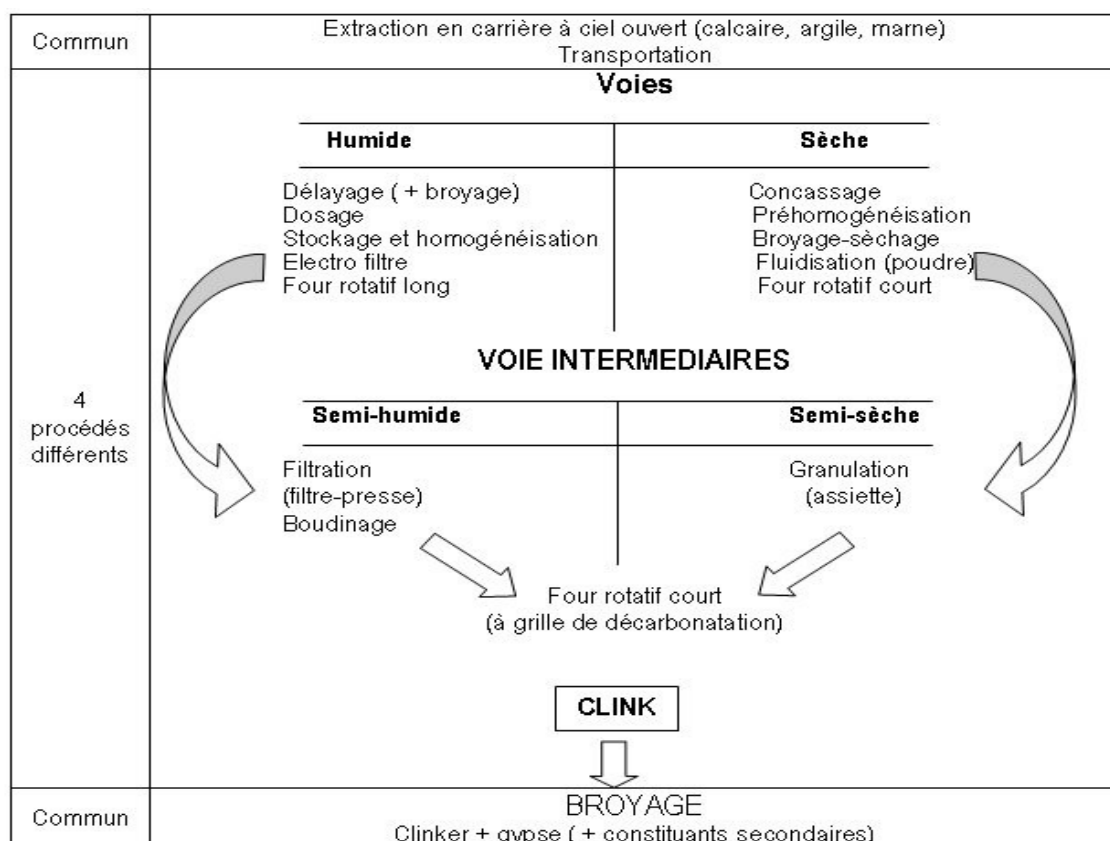 Commun
Extraction en carrière à ciel ouvert (calcaire, argile, marne)
Transportation
Voies
Humide
Sèche
Délayage ( + broyage)
Dosage
Stockage et homogénéisation
Electro filtre
Four rotatif long
Concassage
Préhomogénéisation
Broyage-sèchage
Fluidisation (poudre)
Four rotatif court
4
procédés
différents
VOIE INTERMEDIAIRES
Semi-humide
Semi-sèche
Filtration
(filtre-presse)
Boudinage
Granulation
(assiette)
Four rotatif court
(à grille de décarbonatation)
CLINK
Commun
BROYAGE
Clinker + gypse ( + constituants secondaires)